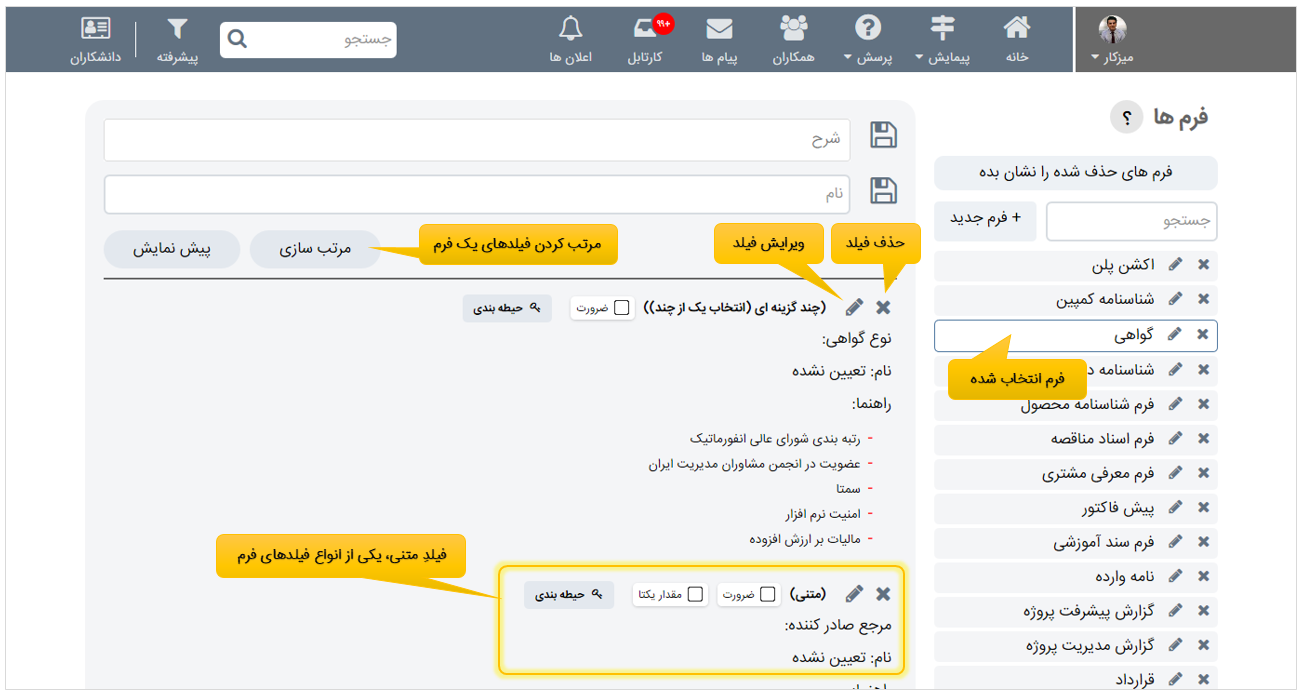 میزکار
خانه
پیمایش
پرسش
همکاران
پیام ها
+۹۹
کارتابل
اعلان ها
جستجو
پیشرفته
دانشکاران
فرم ها
؟
فرم های حذف شده را نشان بده
جستجو
+ فرم جدید
اکشن پلن
شناسنامه کمپین
گواهی
فرم انتخاب شده
شناسنامه د
فرم شناسنامه محصول
فرم اسناد مناقصه
فرم معرفی مشتری
پیش فاکتور
فرم سند آموزشی
نامه وارده
گزارش پیشرفت پروژه
گزارش مدیریت پروژه
قرارداد
شرح
نام
حذف فیلد
ویرایش فیلد
مرتب کردن فیلدهای یک فرم
مرتب سازی
پیش نمایش
(چند گزینه ای (انتخاب یک از چند)) ضرورت حیطه بندی
نوع گواهی:
نام: تعیین نشده
راهنما:
- رتبه بندی شورای عالی انفورماتیک
- عضویت در انجمن مشاوران مدیریت ایران
- سمتا
- امنیت نرم افزار
- مالیات بر ارزش افزوده
فیلدِ متنی، یکی از انواع فیلدهای فرم
(متنی) ضرورت مقدار یکتا حیطه بندی
مرجع صادر کننده:
نام: تعیین نشده